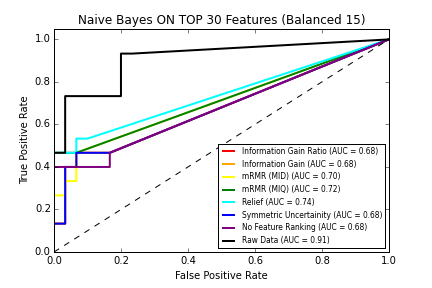 Naive Bayes ON TOP 30 Features (Balanced 15)
1.0
0.8
0.6
0.4
0.2
0.0
True Positive Rate
Information Gain Ratio (AUC = 0.68)
Information Gain (AUC = 0.68)
mRMR (MID) (AUC = 0.70)
mRMR (MIQ) (AUC = 0.72)
Relief (AUC = 0.74)
Symmetric Uncertainity (AUC = 0.68)
No Feature Ranking (AUC = 0.68)
Raw Data (AUC = 0.91)
0.0 0.2 0.4 0.6 0.8 1.0
False Positive Rate